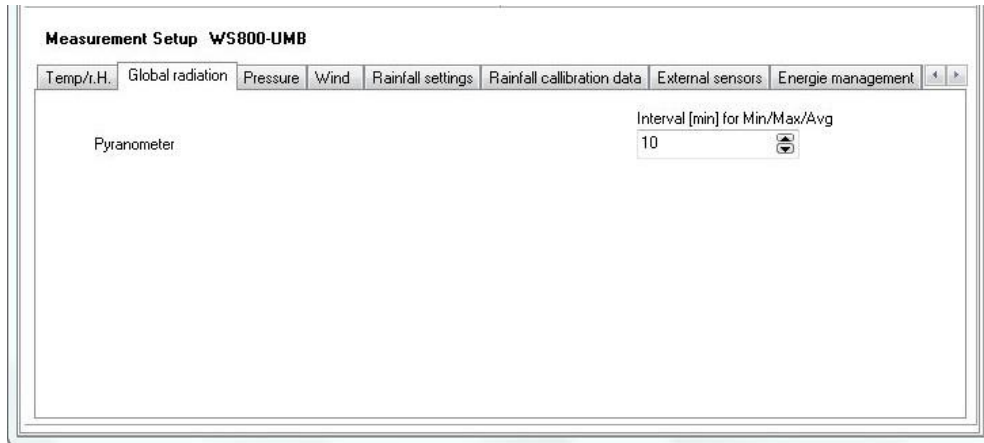 Measurement Setup WS800-UMB
Temp/r.H. Global radiation Pressure Wind Rainfall settings Rainfall callibration data External sensors Energie management
Interval [min] for Min/Max/Avg
Pyranometer 10